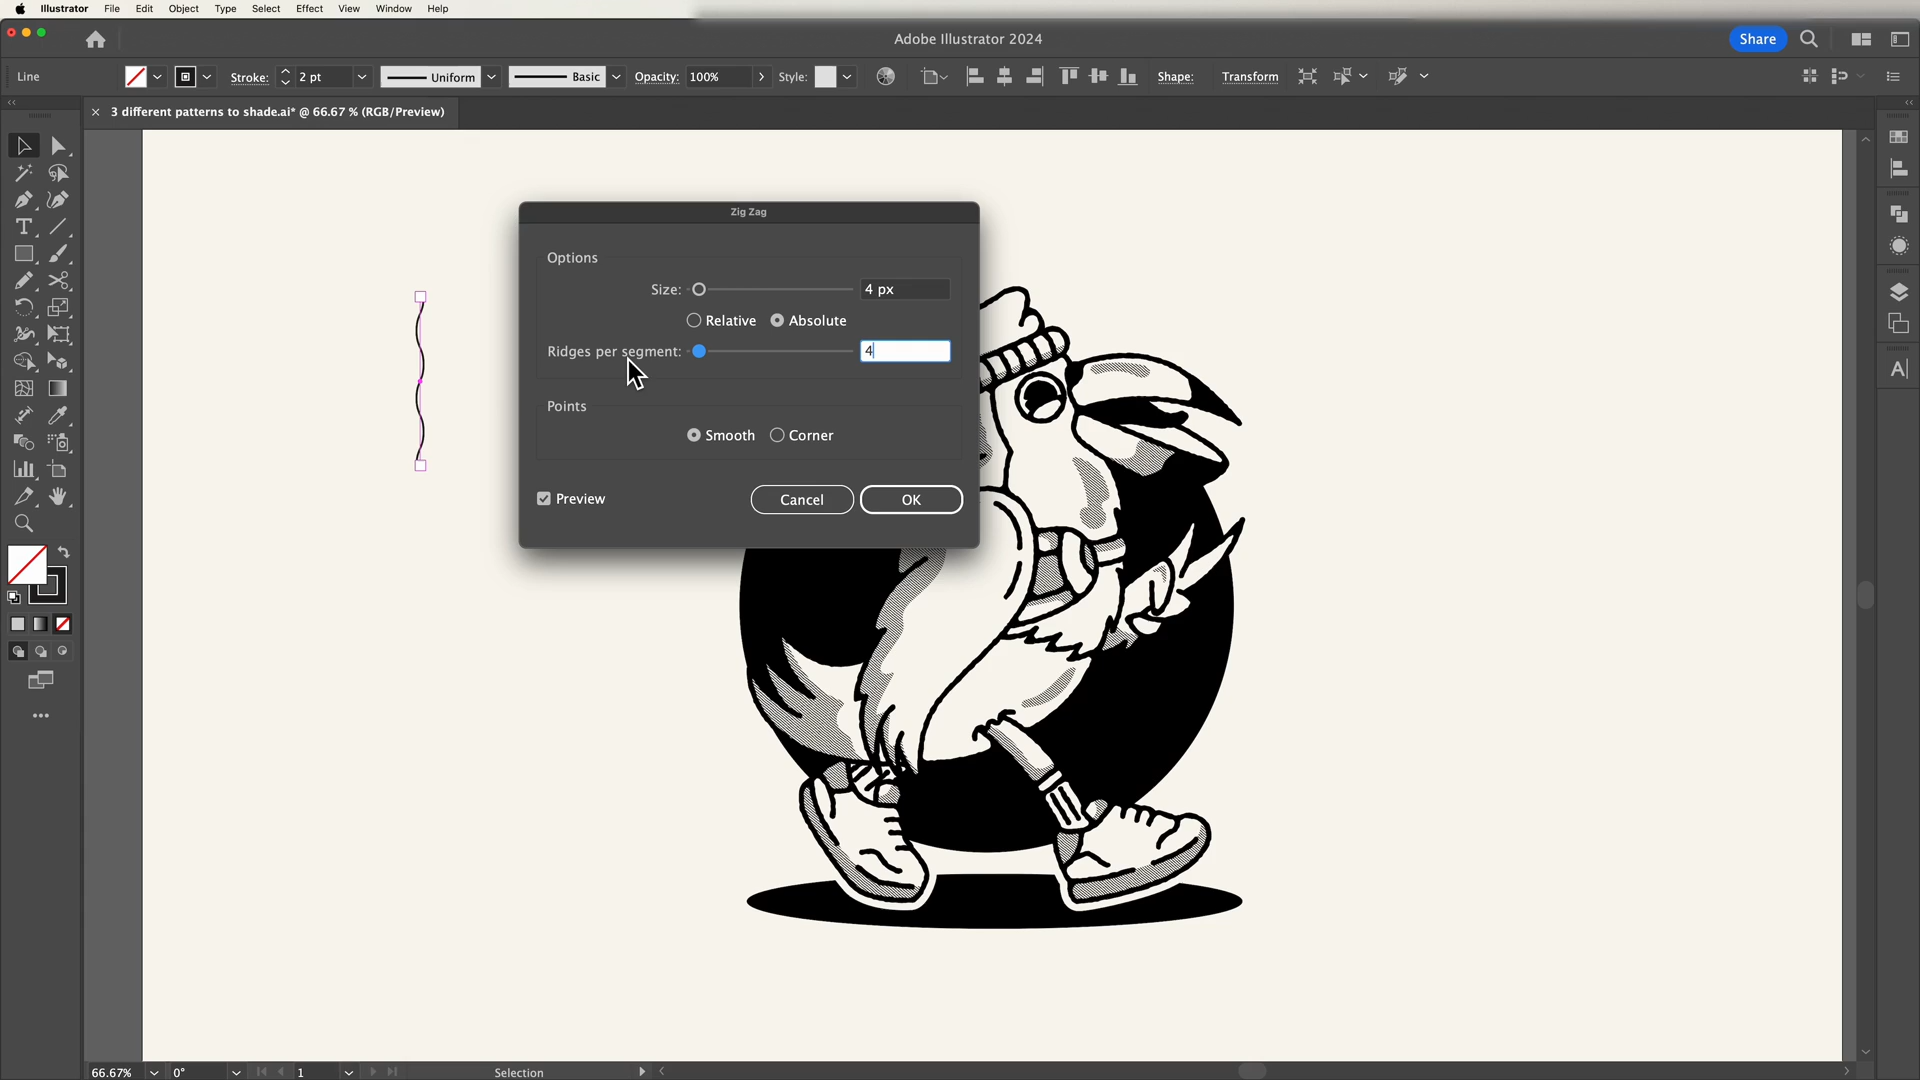 Illustrator File Edit Object Type Select Effect View Window Help
Adobe Illustrator 2024
Share
Line
Stroke: 2 pt
Uniform
Basic
Opacity: 100%
Style:
Shape:
Transform
3 different patterns to shade.ai* @ 66.67 % (RGB/Preview)
Zig Zag
Options
Size: 4 px
Relative Absolute
Ridges per segment: 4
Points
Smooth Corner
Preview
Cancel
OK
66.67% 0° 1 Selection